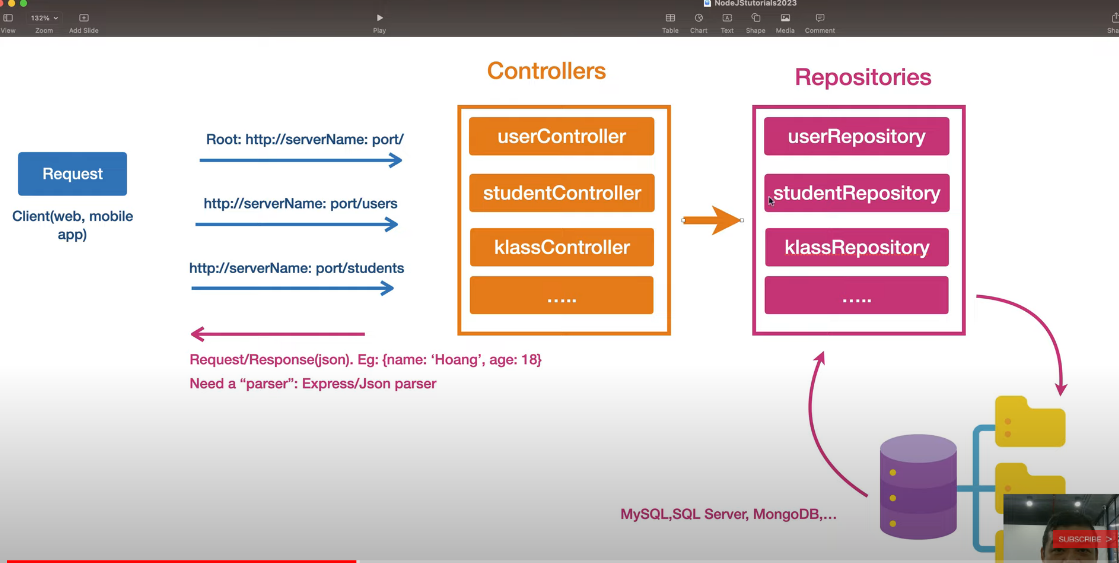 NodeJStutorials2023
132%
View
Zoom
Add Slide
Play
Table
Chart
Text
Shape
Media
Comment
Controllers
Repositories
Request
Client(web, mobile
app)
Root: http://serverName: port/
http://serverName: port/users
http://serverName: port/students
Request/Response(json). Eg: {name: ‘Hoang’, age: 18}
Need a “parser”: Express/Json parser
userController
studentController
klassController
.....
userRepository
studentRepository
klassRepository
.....
MySQL,SQL Server, MongoDB,...
SUBSCRIBE